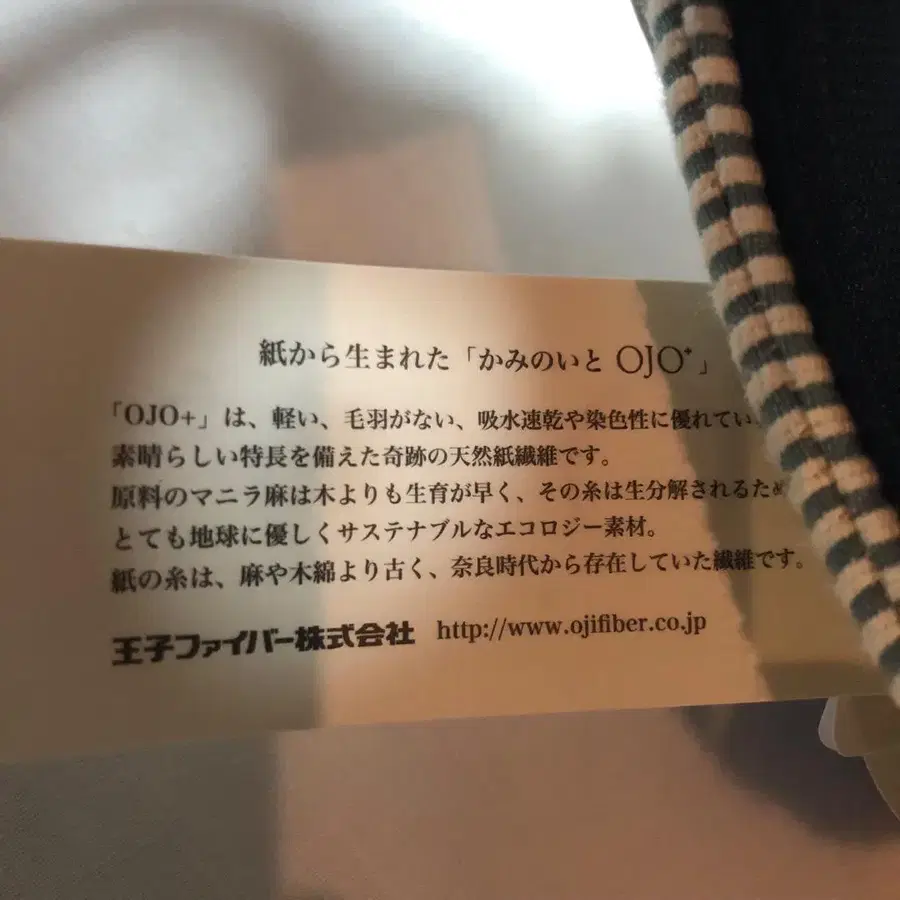 紙から生まれた「かみのいと OJO⁺」
「OJO+」は、軽い、毛羽がない、吸水速乾や染色性に優れてい
素晴らしい特長を備えた奇跡の天然紙繊維です。
原料のマニラ麻は木よりも生育が早く、その糸は生分解されるため
とても地球に優しくサステナブルなエコロジー素材。
紙の糸は、麻や木綿より古く、奈良時代から存在していた繊維です。
王子ファイバー株式会社 http://www.ojifiber.co.jp